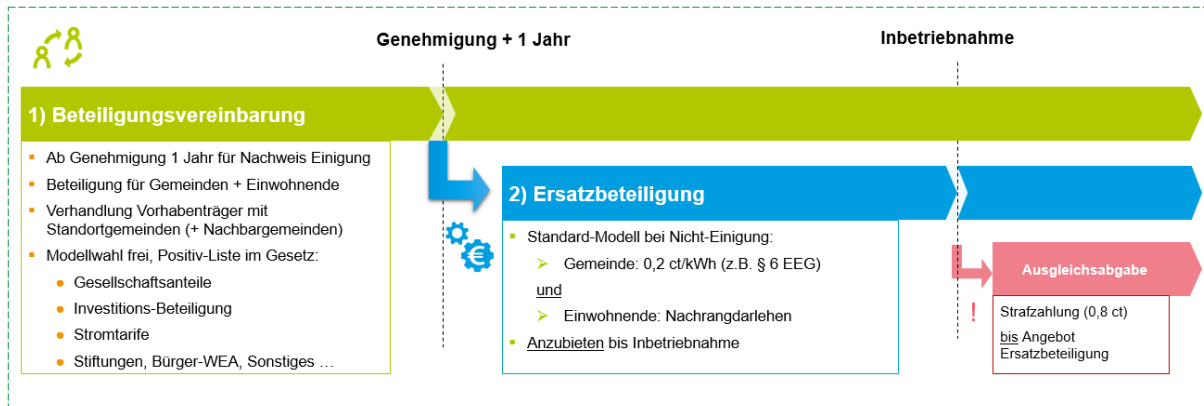 Genehmigung + 1 Jahr
Inbetriebnahme
1) Beteiligungsvereinbarung
▪ Ab Genehmigung 1 Jahr für Nachweis Einigung
▪ Beteiligung für Gemeinden + Einwohnende
▪ Verhandlung Vorhabenträger mit
Standortgemeinden (+ Nachbargemeinden)
▪ Modellwahl frei, Positiv-Liste im Gesetz:
● Gesellschaftsanteile
● Investitions-Beteiligung
● Stromtarife
● Stiftungen, Bürger-WEA, Sonstiges …
€
2) Ersatzbeteiligung
▪ Standard-Modell bei Nicht-Einigung:
➢ Gemeinde: 0,2 ct/kWh (z.B. § 6 EEG)
und
➢ Einwohnende: Nachrangdarlehen
▪ Anzubieten bis Inbetriebnahme
Ausgleichsabgabe
!
Strafzahlung (0,8 ct)
bis Angebot
Ersatzbeteiligung